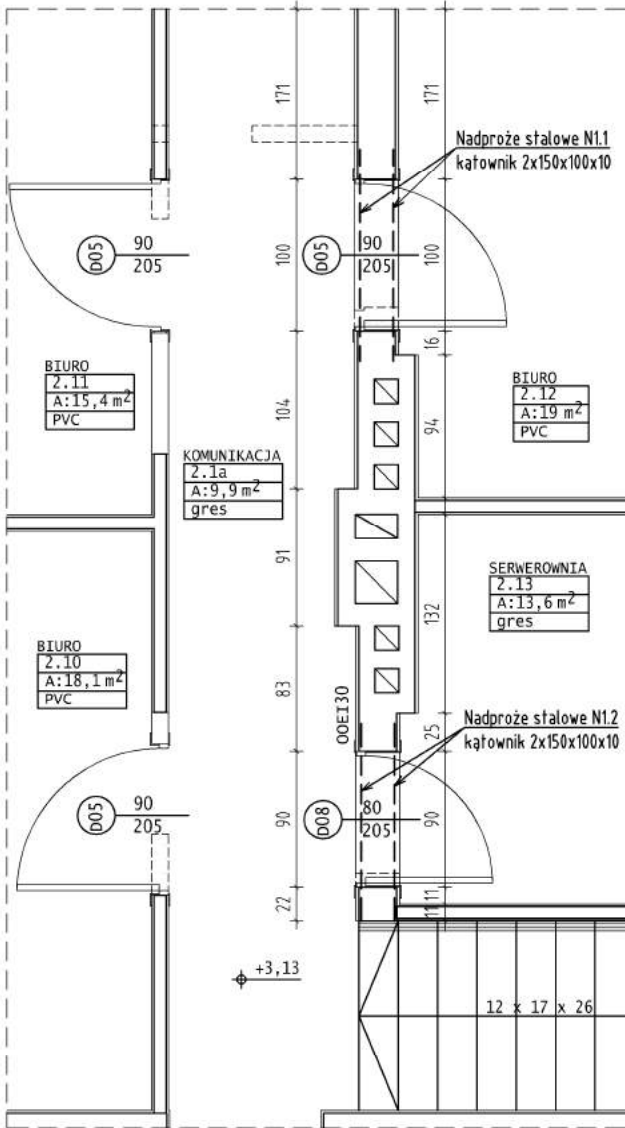 171
171
Nadproże stalowe N1.1
kątownik 2x150x100x10
D05
90
205
100
D05
90
205
100
16
BIURO
2.11
A:15,4 m²
PVC
104
94
BIURO
2.12
A:19 m²
PVC
KOMUNIKACJA
2.1a
A:9,9 m²
gres
91
SERWEROWNIA
2.13
A:13,6 m²
gres
132
BIURO
2.10
A:18,1 m²
PVC
83
OOEI30
25
Nadproże stalowe N1.2
kątownik 2x150x100x10
D05
90
205
90
D08
80
205
90
22
11
11
+3,13
12 x 17 x 26